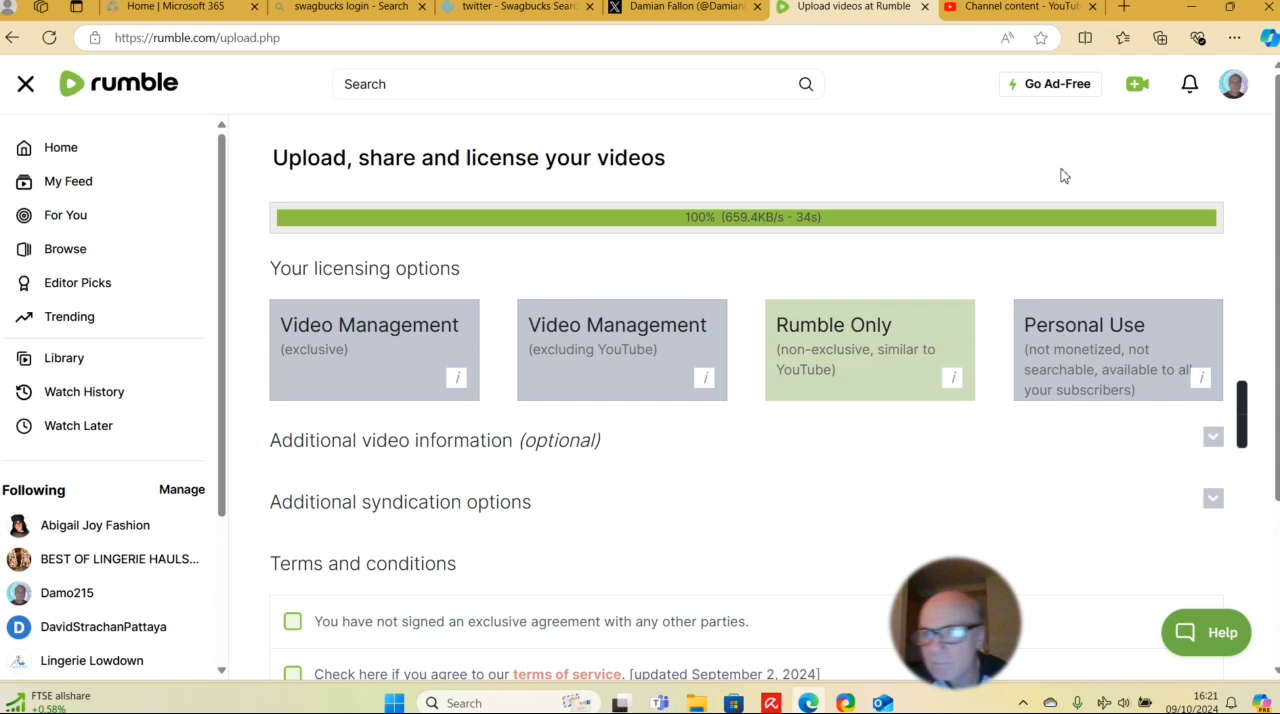 Home | Microsoft 365
swagbucks login - Search
twitter - Swagbucks Sear
Damian Fallon (@Damian
Upload videos at Rumble
Channel content - YouTu
https://rumble.com/upload.php
rumble
Search
Go Ad-Free
Home
My Feed
For You
Browse
Editor Picks
Trending
Library
Watch History
Watch Later
Following
Manage
Abigail Joy Fashion
BEST OF LINGERIE HAULS...
Damo215
D
DavidStrachanPattaya
Lingerie Lowdown
Upload, share and license your videos
100% (659.4KB/s - 34s)
Your licensing options
Video Management
(exclusive)
i
Video Management
(excluding YouTube)
i
Rumble Only
(non-exclusive, similar to
YouTube)
i
Personal Use
(not monetized, not
searchable, available to all
your subscribers)
i
Additional video information (optional)
Additional syndication options
Terms and conditions
You have not signed an exclusive agreement with any other parties.
Check here if you agree to our terms of service. [updated September 2, 2024]
Help
FTSE allshare
+0.58%
Search
16:21
09/10/2024